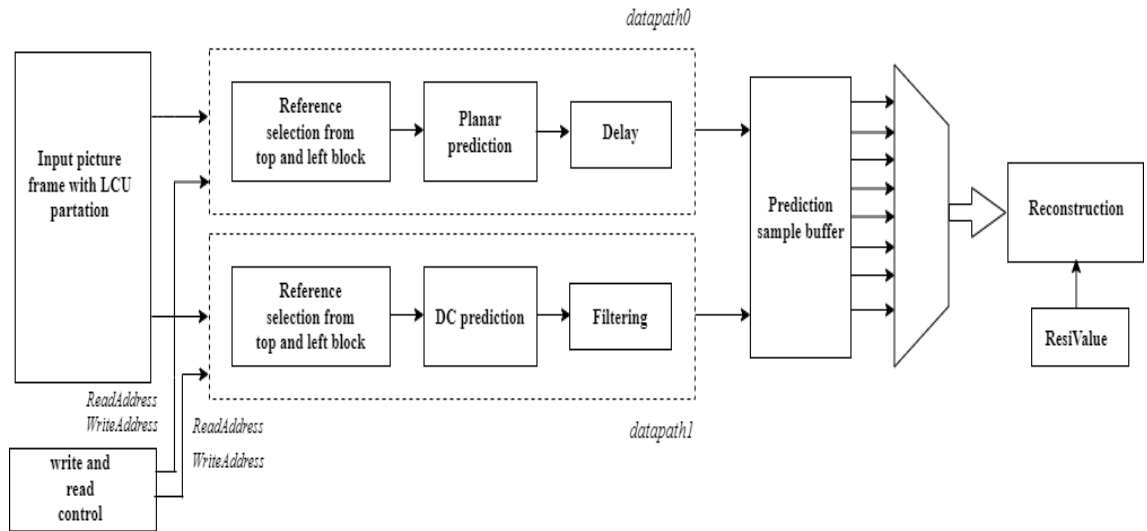 datapath0
Input picture
frame with LCU
partation
Reference
selection from
top and left block
Planar
prediction
Delay
Reference
selection from
top and left block
DC prediction
Filtering
datapath1
Prediction
sample buffer
Reconstruction
ResiValue
ReadAddress
WriteAddress
ReadAddress
WriteAddress
write and
read
control